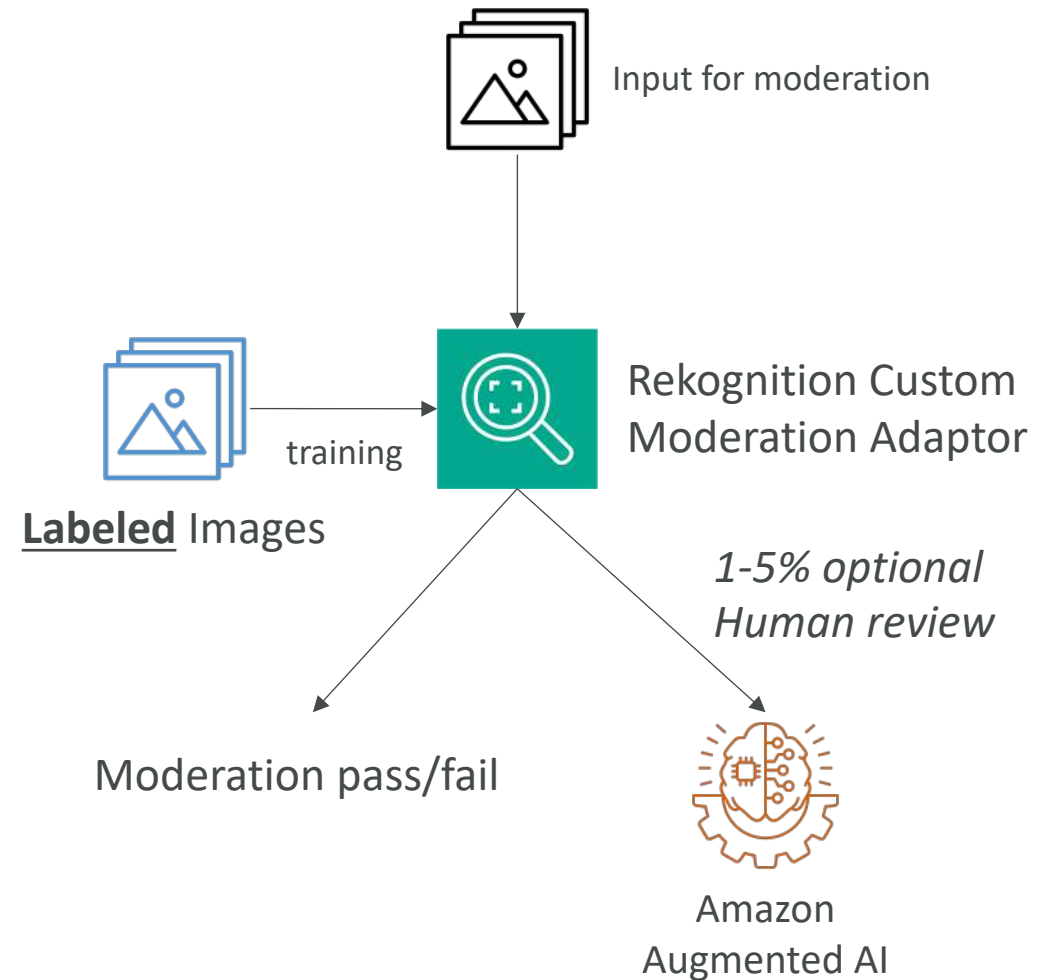 Input for moderation
Rekognition Custom
Moderation Adaptor
training
Labeled Images
1-5% optional
Human review
Moderation pass/fail
Amazon
Augmented AI